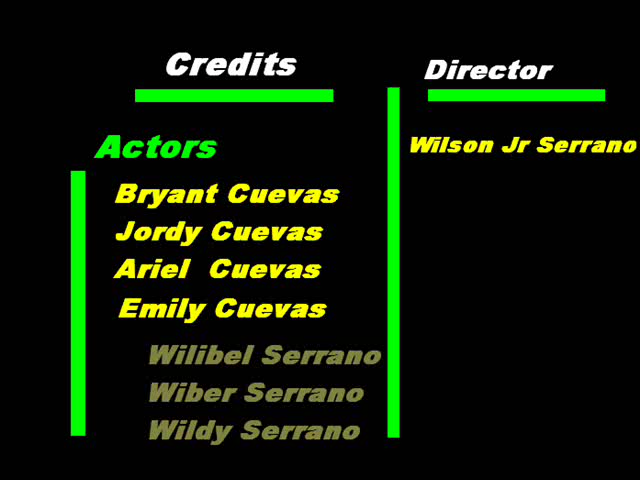 Credits
Actors
Bryant Cuevas
Jordy Cuevas
Ariel  Cuevas
Emily Cuevas
Wilibel Serrano
Wiber Serrano
Wildy Serrano
Director
Wilson Jr Serrano